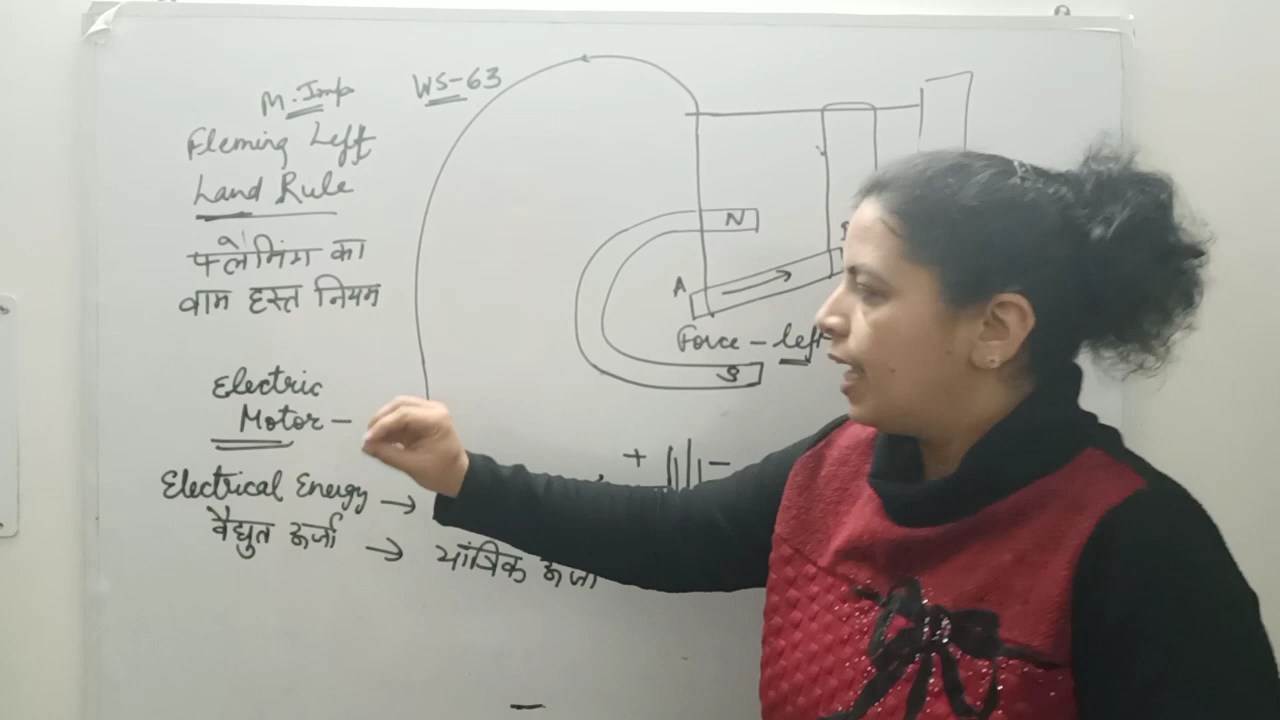 M. Imp
WS-63
Fleming Left
Hand Rule
फ्लेमिंग का
वाम हस्त नियम
Electric
Motor —
Electrical Energy →
वैद्युत ऊर्जा → यांत्रिक ऊर्जा
N
A
Force - left
S
+ -